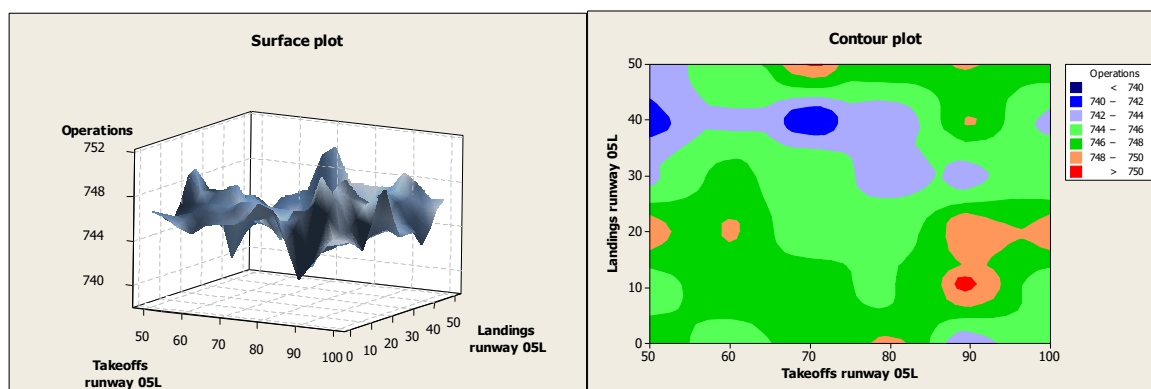 Surface plot
Operations
752
748
744
740
50
60
70
80
90
100
0
10
20
30
40
50
Takeoffs
runway 05L
Landings
runway 05L
Contour plot
Landings runway 05L
50
40
30
20
10
0
50
60
70
80
90
100
Takeoffs runway 05L
Operations
< 740
740 – 742
742 – 744
744 – 746
746 – 748
748 – 750
> 750